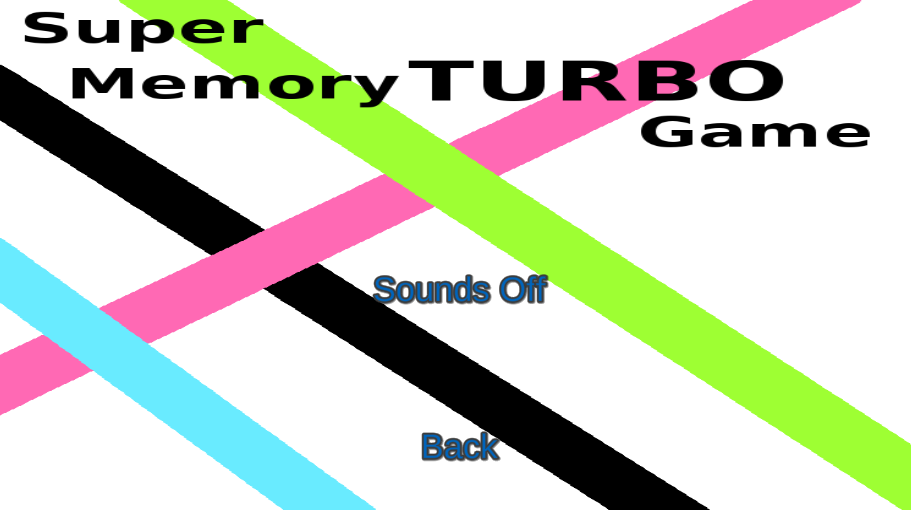 Super
Memory TURBO
Game
Sounds Off
Back